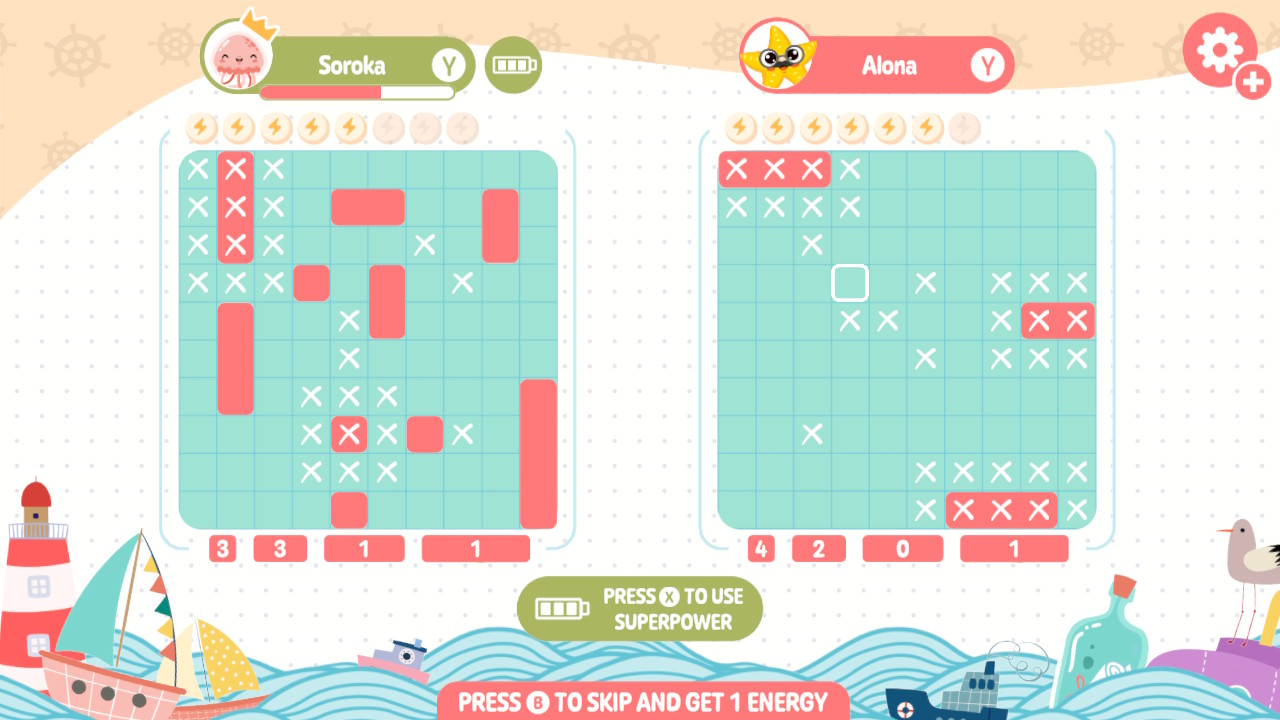 Soroka Y
Alona Y
3 3 1 1
4 2 0 1
PRESS X TO USE
SUPERPOWER
PRESS B TO SKIP AND GET 1 ENERGY